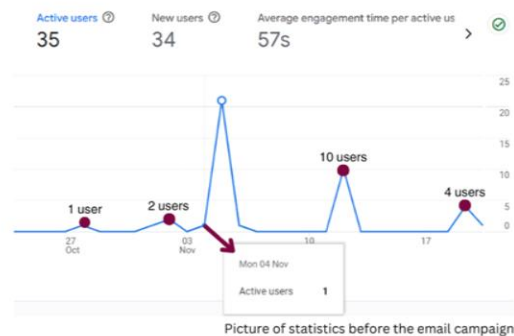 Active users
New users
Average engagement time per active us
35
34
57s
25
20
15
10 users
10
4 users
2 users
1 user
5
0
27
Oct
03
Nov
10
17
Mon 04 Nov
Active users 1
Picture of statistics before the email campaign